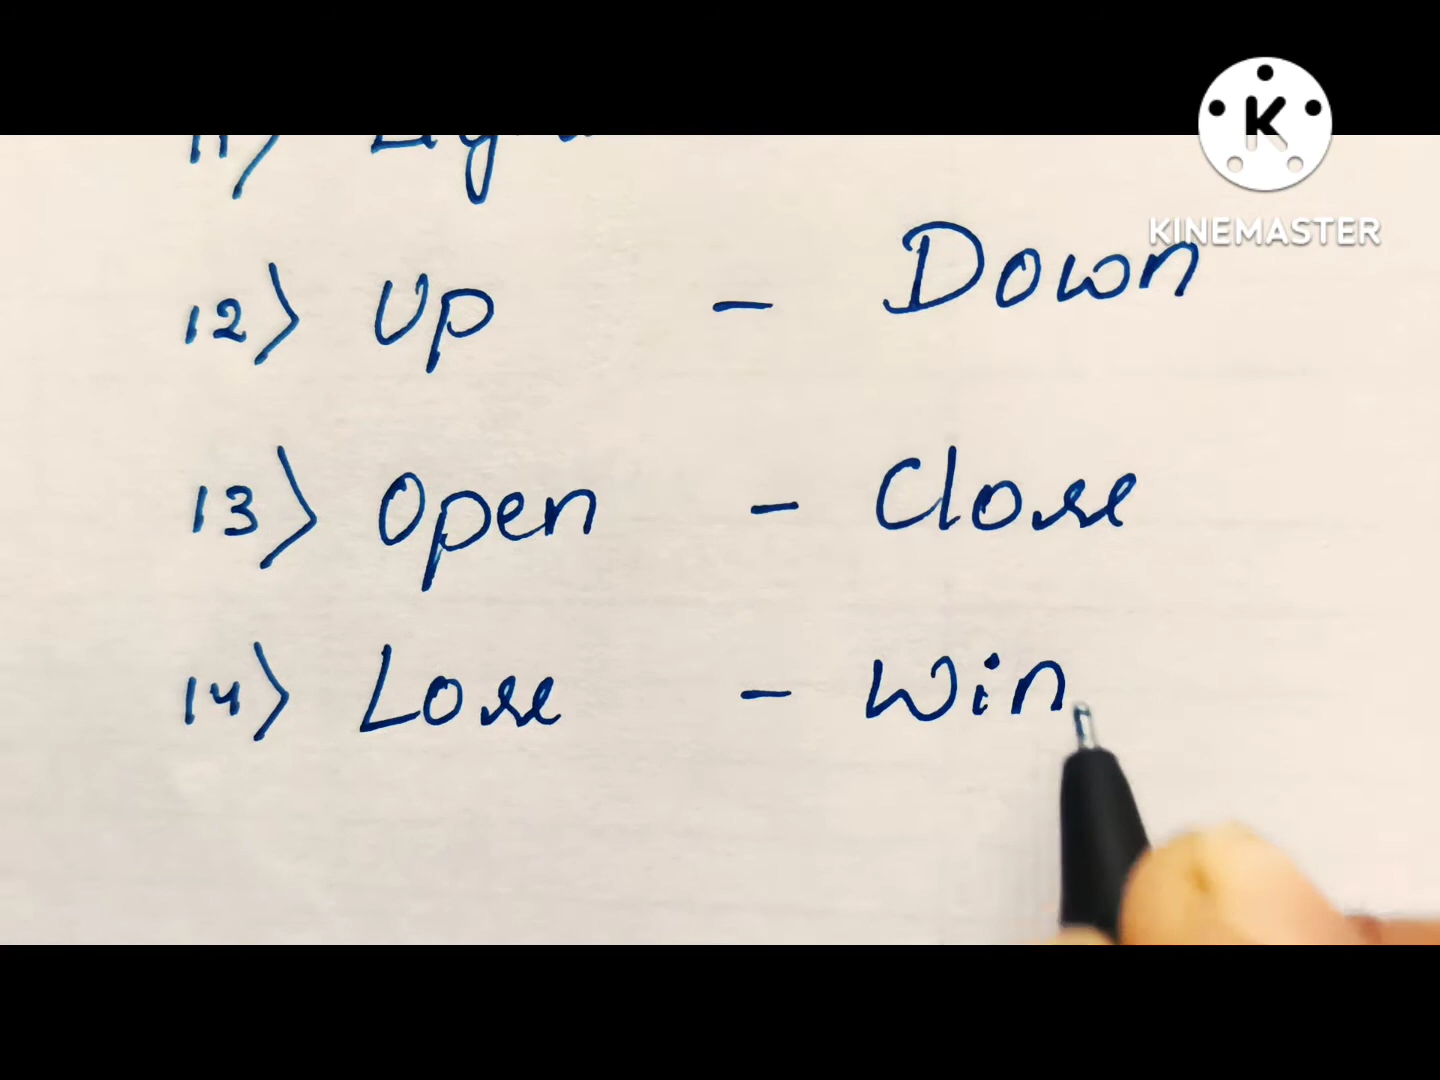 KINEMASTER
12) Up - Down
13) Open - Close
14) Lose - Win